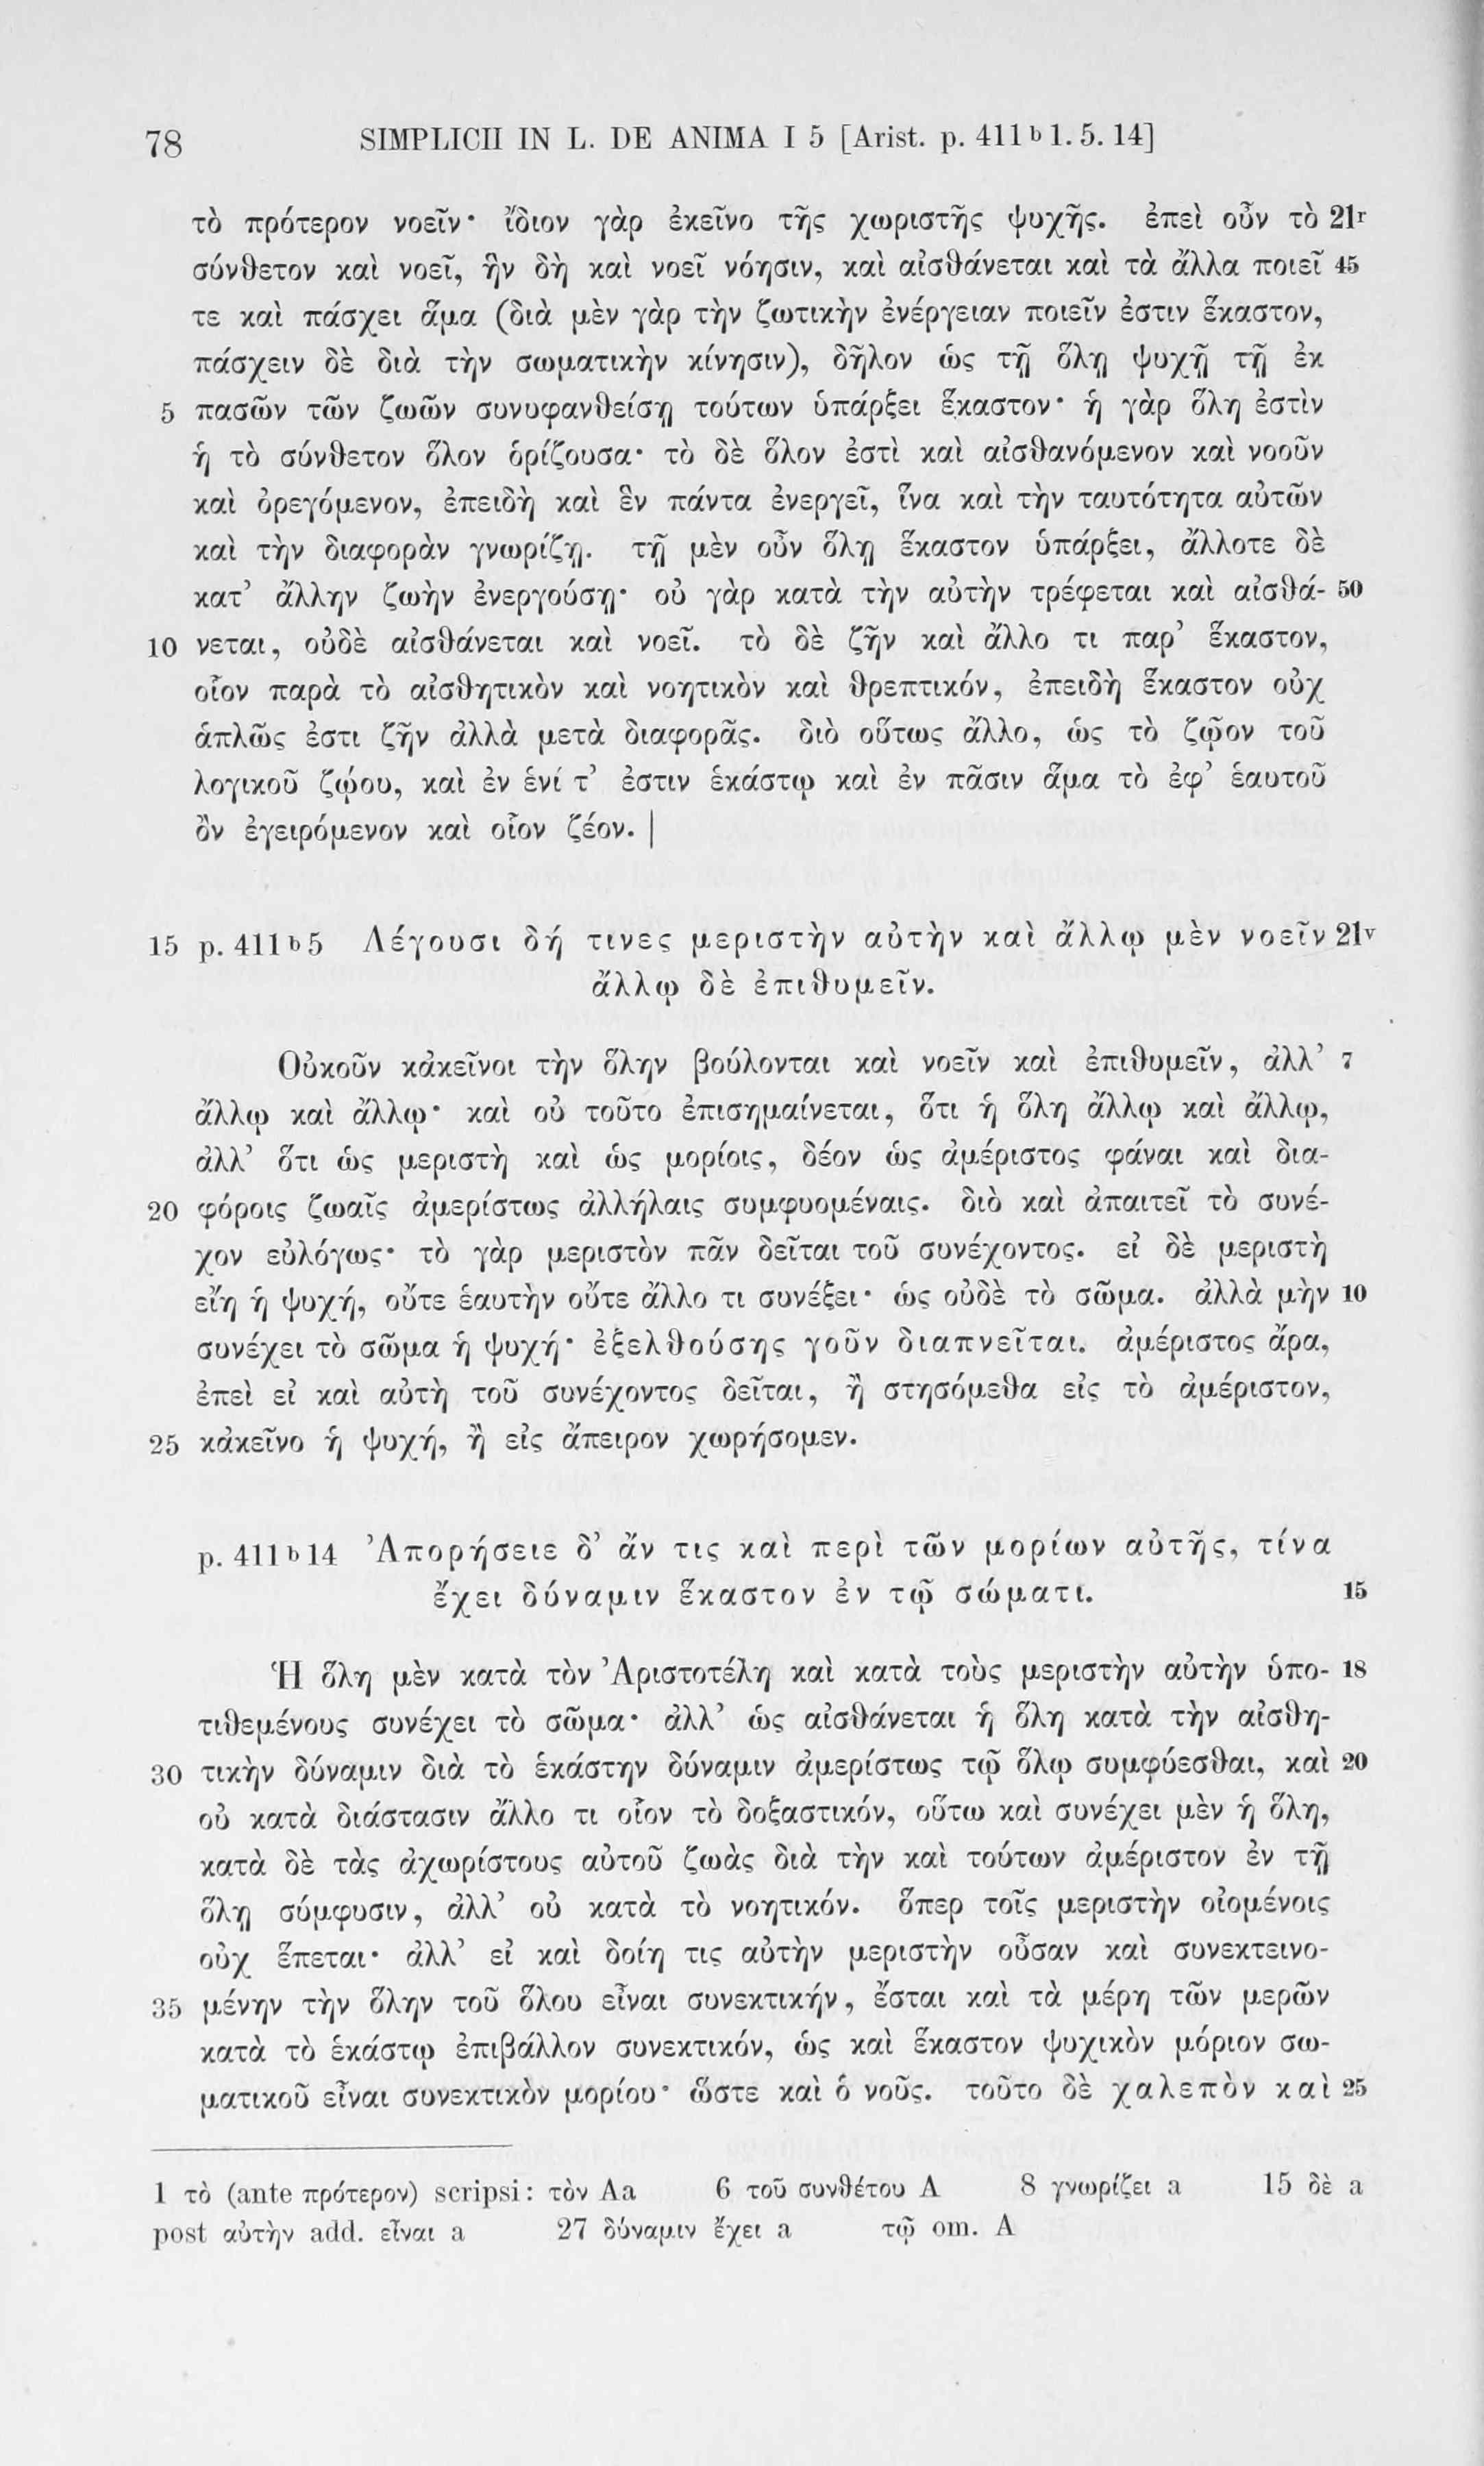 78 SIMPLICII IN L. DE ANIMA I 5 [Arist. p. 411 b 1. 5. 14]
τὸ πρότερον νοεῖν· ἴδιον γὰρ ἐκεῖνο τῆς χωριστῆς ψυχῆς. ἐπεὶ οὖν τὸ 21r
σύνθετον καὶ νοεῖ, ἣν δὴ καὶ νοεῖ νόησιν, καὶ αἰσθάνεται καὶ τὰ ἄλλα ποιεῖ 45
τε καὶ πάσχει ἅμα (διὰ μὲν γὰρ τὴν ζωτικὴν ἐνέργειαν ποιεῖν ἐστιν ἕκαστον,
πάσχειν δὲ διὰ τὴν σωματικὴν κίνησιν), δῆλον ὡς τῇ ὅλῃ ψυχῇ τῇ ἐκ
5 πασῶν τῶν ζωῶν συνυφανθείσῃ τούτων ὑπάρξει ἕκαστον· ἡ γὰρ ὅλη ἐστὶν
ἡ τὸ σύνθετον ὅλον ὁρίζουσα· τὸ δὲ ὅλον ἐστὶ καὶ αἰσθανόμενον καὶ νοοῦν
καὶ ὀρεγόμενον, ἐπειδὴ καὶ ἓν πάντα ἐνεργεῖ, ἵνα καὶ τὴν ταυτότητα αὐτῶν
καὶ τὴν διαφορὰν γνωρίζῃ. τῇ μὲν οὖν ὅλῃ ἕκαστον ὑπάρξει, ἄλλοτε δὲ
κατ’ ἄλλην ζωὴν ἐνεργούσῃ· οὐ γὰρ κατὰ τὴν αὐτὴν τρέφεται καὶ αἰσθά- 50
10 νεται, οὐδὲ αἰσθάνεται καὶ νοεῖ. τὸ δὲ ζῆν καὶ ἄλλο τι παρ’ ἕκαστον,
οἷον παρὰ τὸ αἰσθητικὸν καὶ νοητικὸν καὶ θρεπτικόν, ἐπειδὴ ἕκαστον οὐχ
ἁπλῶς ἐστι ζῆν ἀλλὰ μετὰ διαφορᾶς. διὸ οὕτως ἄλλο, ὡς τὸ ζῷον τοῦ
λογικοῦ ζῴου, καὶ ἐν ἑνί τ’ ἐστιν ἑκάστῳ καὶ ἐν πᾶσιν ἅμα τὸ ἐφ’ ἑαυτοῦ
ὂν ἐγειρόμενον καὶ οἷον ζέον. |
15 p. 411 b 5 Λέγουσι δή τινες μεριστὴν αὐτὴν καὶ ἄλλῳ μὲν νοεῖν 21v
ἄλλῳ δὲ ἐπιθυμεῖν.
Οὐκοῦν κἀκεῖνοι τὴν ὅλην βούλονται καὶ νοεῖν καὶ ἐπιθυμεῖν, ἀλλ’ 7
ἄλλῳ καὶ ἄλλῳ· καὶ οὐ τοῦτο ἐπισημαίνεται, ὅτι ἡ ὅλη ἄλλῳ καὶ ἄλλῳ,
ἀλλ’ ὅτι ὡς μεριστὴ καὶ ὡς μορίοις, δέον ὡς ἀμέριστος φάναι καὶ δια-
20 φόροις ζωαῖς ἀμερίστως ἀλλήλαις συμφυομέναις. διὸ καὶ ἀπαιτεῖ τὸ συνέ-
χον εὐλόγως· τὸ γὰρ μεριστὸν πᾶν δεῖται τοῦ συνέχοντος. εἰ δὲ μεριστὴ
εἴη ἡ ψυχή, οὔτε ἑαυτὴν οὔτε ἄλλο τι συνέξει· ὡς οὐδὲ τὸ σῶμα. ἀλλὰ μὴν 10
συνέχει τὸ σῶμα ἡ ψυχή· ἐξελθούσης γοῦν διαπνεῖται. ἀμέριστος ἄρα,
ἐπεὶ εἰ καὶ αὐτὴ τοῦ συνέχοντος δεῖται, ἢ στησόμεθα εἰς τὸ ἀμέριστον,
25 κἀκεῖνο ἡ ψυχή, ἢ εἰς ἄπειρον χωρήσομεν.
p. 411 b 14 Ἀπορήσειε δ’ ἄν τις καὶ περὶ τῶν μορίων αὐτῆς, τίνα
ἔχει δύναμιν ἕκαστον ἐν τῷ σώματι. 15
Ἡ ὅλη μὲν κατὰ τὸν Ἀριστοτέλη καὶ κατὰ τοὺς μεριστὴν αὐτὴν ὑπο- 18
τιθεμένους συνέχει τὸ σῶμα· ἀλλ’ ὡς αἰσθάνεται ἡ ὅλη κατὰ τὴν αἰσθη-
30 τικὴν δύναμιν διὰ τὸ ἑκάστην δύναμιν ἀμερίστως τῷ ὅλῳ συμφύεσθαι, καὶ 20
οὐ κατὰ διάστασιν ἄλλο τι οἷον τὸ δοξαστικόν, οὕτω καὶ συνέχει μὲν ἡ ὅλη,
κατὰ δὲ τὰς ἀχωρίστους αὐτοῦ ζωὰς διὰ τὴν καὶ τούτων ἀμέριστον ἐν τῇ
ὅλῃ σύμφυσιν, ἀλλ’ οὐ κατὰ τὸ νοητικόν. ὅπερ τοῖς μεριστὴν οἰομένοις
οὐχ ἕπεται· ἀλλ’ εἰ καὶ δοίη τις αὐτὴν μεριστὴν οὖσαν καὶ συνεκτεινο-
35 μένην τὴν ὅλην τοῦ ὅλου εἶναι συνεκτικήν, ἔσται καὶ τὰ μέρη τῶν μερῶν
κατὰ τὸ ἑκάστῳ ἐπιβάλλον συνεκτικόν, ὡς καὶ ἕκαστον ψυχικὸν μόριον σω-
ματικοῦ εἶναι συνεκτικὸν μορίου· ὥστε καὶ ὁ νοῦς. τοῦτο δὲ χαλεπὸν καὶ 25
1 τὸ (ante πρότερον) scripsi: τὸν Aa 6 τοῦ συνθέτου A 8 γνωρίζει a 15 δὲ a
post αὐτὴν add. εἶναι a 27 δύναμιν ἔχει a τῷ om. A